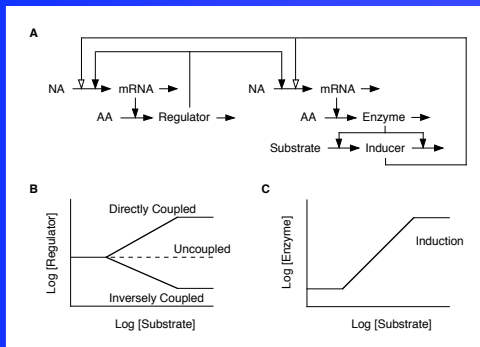 A
NA mRNA NA mRNA
AA Regulator AA Enzyme
Substrate Inducer
B
Directly Coupled
Uncoupled
Inversely Coupled
Log [Regulator]
Log [Substrate]
C
Induction
Log [Enzyme]
Log [Substrate]